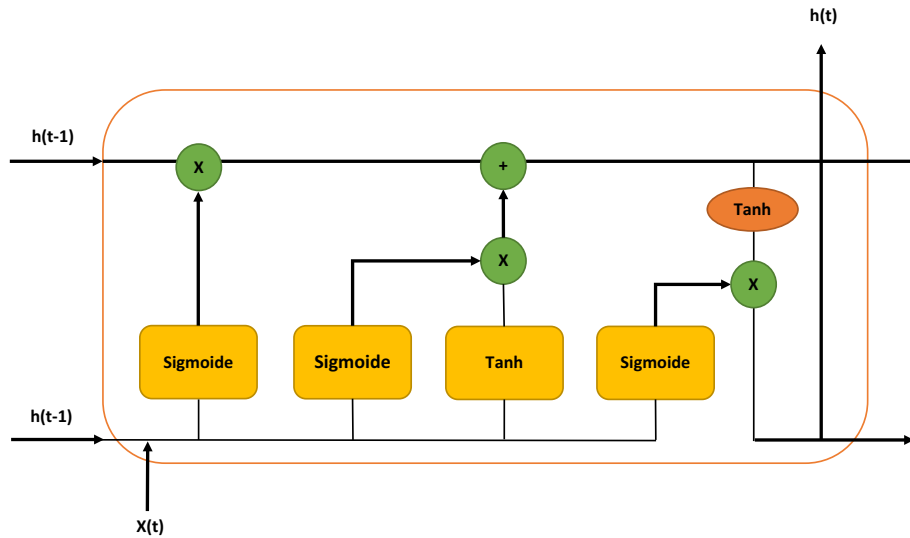 h(t)
h(t-1)
X
+
Tanh
X
X
Sigmoide
Sigmoide
Tanh
Sigmoide
h(t-1)
X(t)